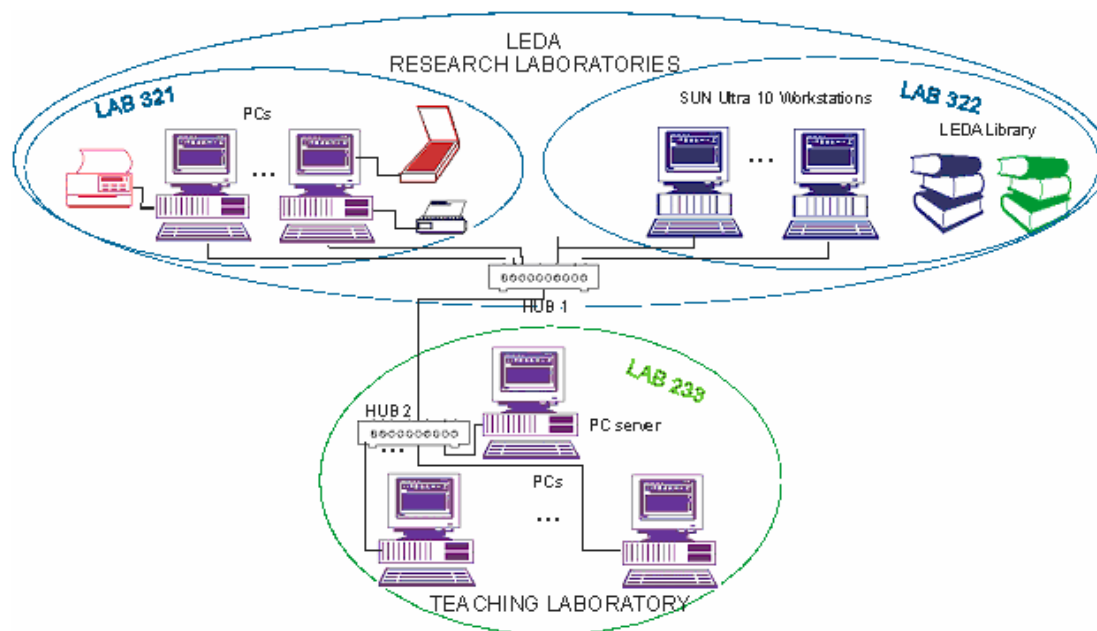 LEDA
RESEARCH LABORATORIES
LAB 321
PCs
...
SUN Ultra 10 Workstations
LAB 322
LEDA Library
...
HUB 1
LAB 233
HUB 2
...
PC server
PCs
...
TEACHING LABORATORY